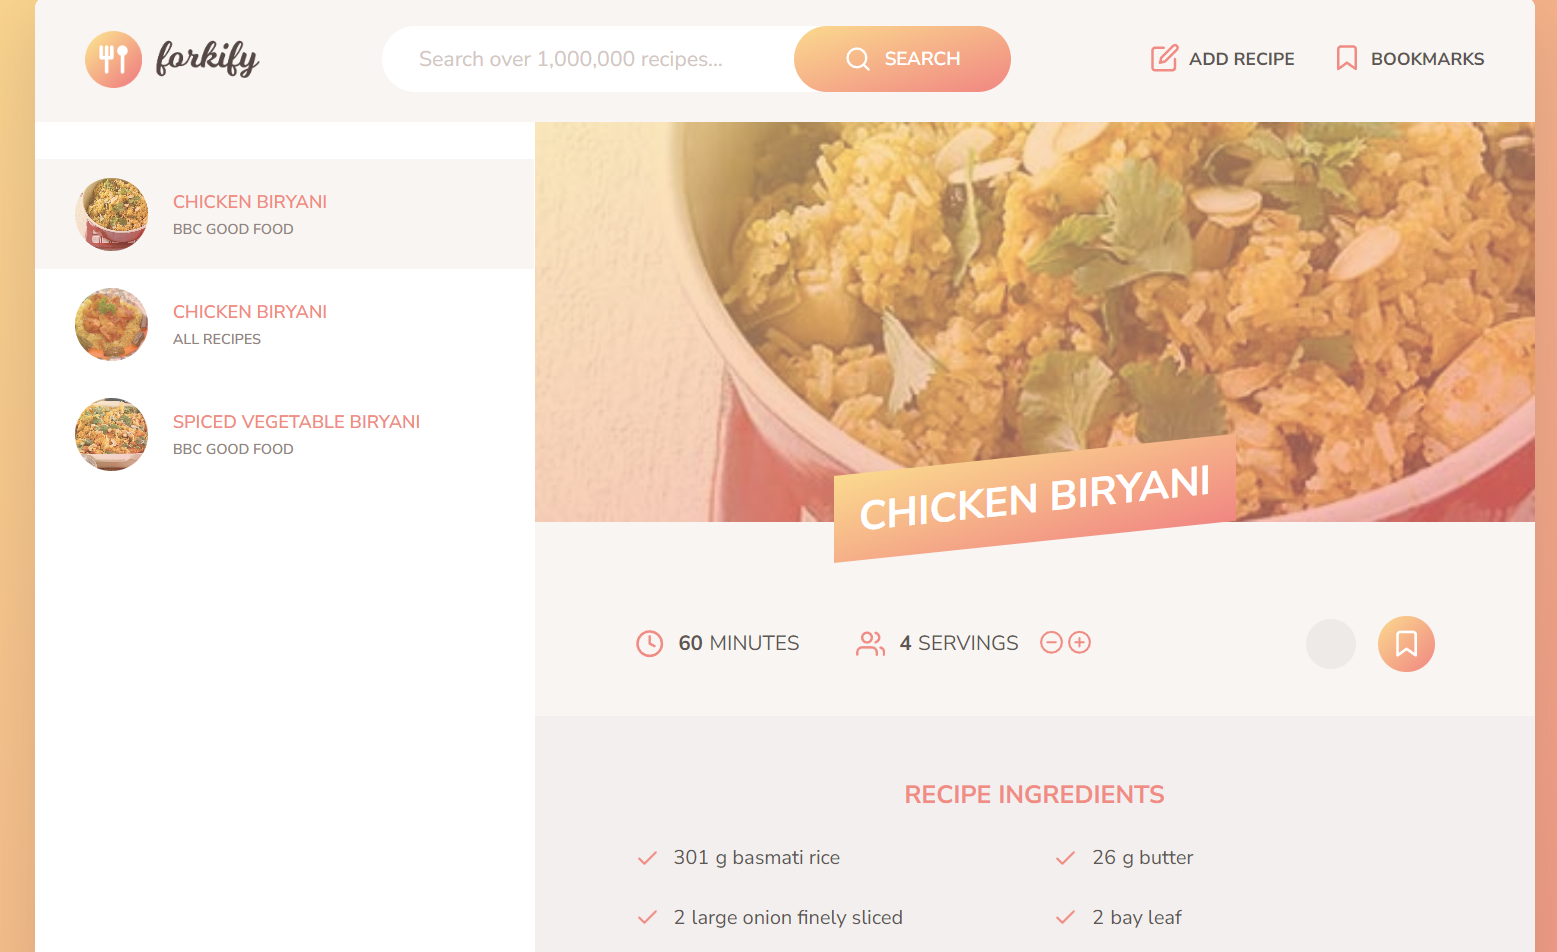 forkify
Search over 1,000,000 recipes...
SEARCH
ADD RECIPE
BOOKMARKS
CHICKEN BIRYANI
BBC GOOD FOOD
CHICKEN BIRYANI
ALL RECIPES
SPICED VEGETABLE BIRYANI
BBC GOOD FOOD
CHICKEN BIRYANI
60 MINUTES
4 SERVINGS
RECIPE INGREDIENTS
301 g basmati rice
26 g butter
2 large onion finely sliced
2 bay leaf